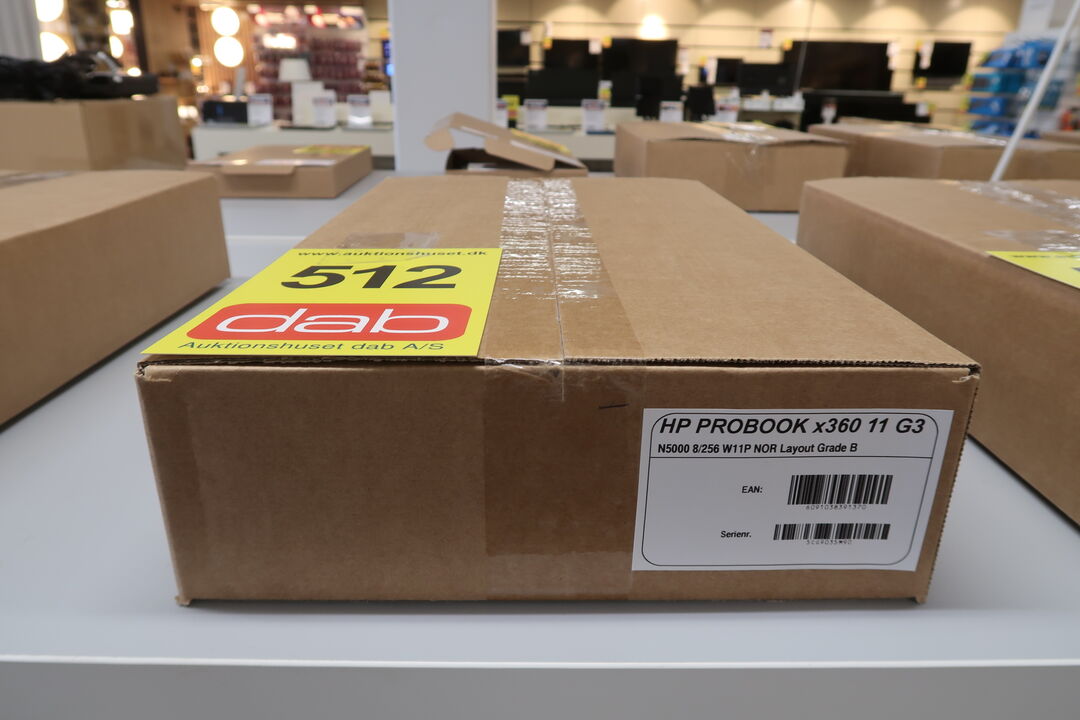 www.auktionshuset.dk
512
dab
Auktionshuset dab A/S
HP PROBOOK x360 11 G3
N5000 8/256 W11P NOR Layout Grade B
EAN:
6091038391370
Serienr.